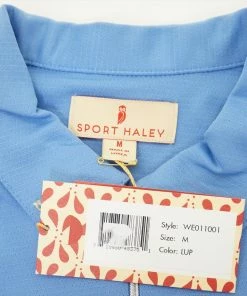 SPORT HALEY
M
Style: WE011001
Size: M
Color: LUP